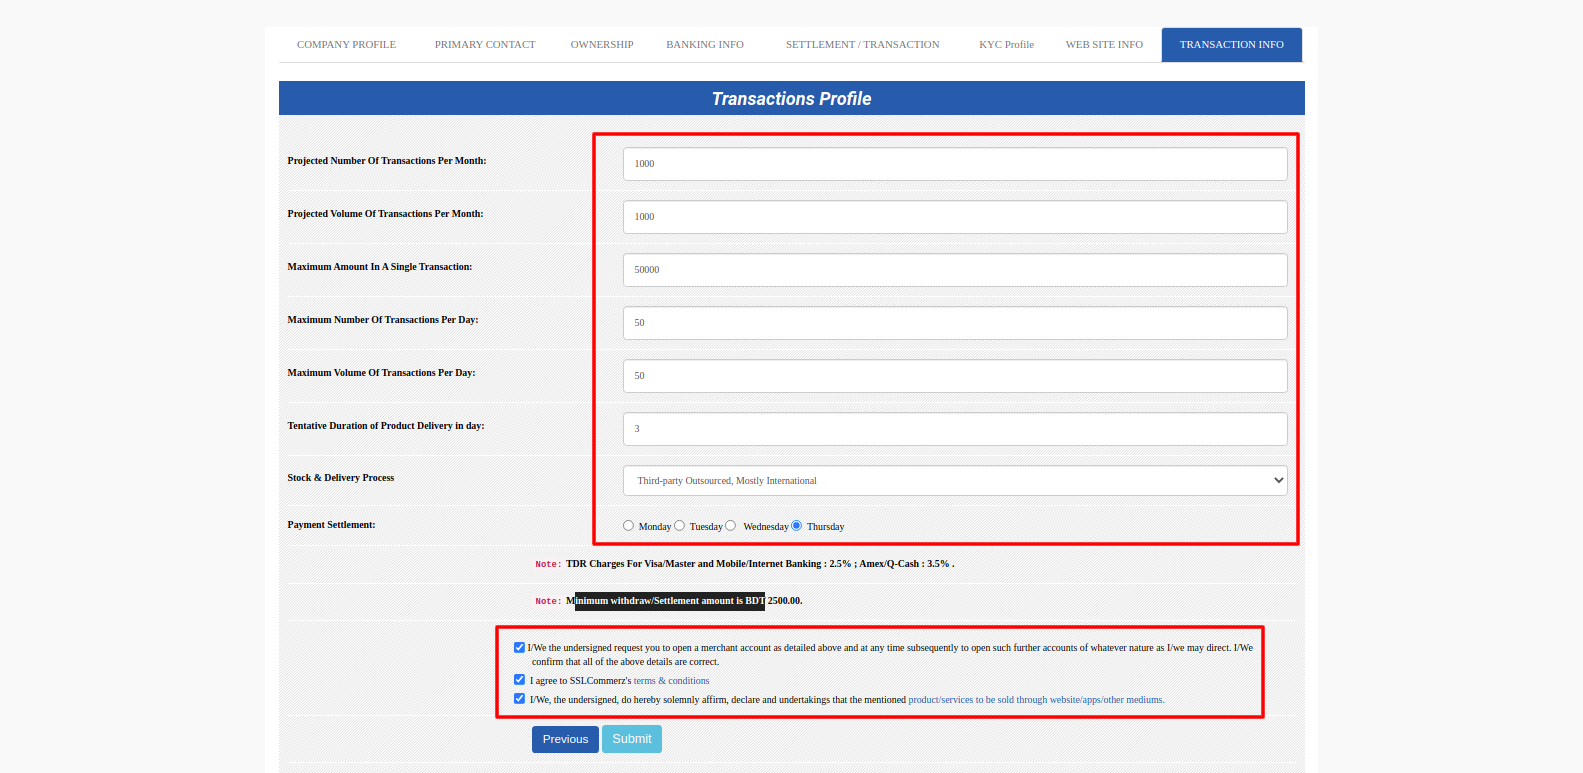 COMPANY PROFILE PRIMARY CONTACT OWNERSHIP BANKING INFO SETTLEMENT / TRANSACTION KYC Profile WEB SITE INFO TRANSACTION INFO
Transactions Profile
Projected Number Of Transactions Per Month: 1000
Projected Volume Of Transactions Per Month: 1000
Maximum Amount In A Single Transaction: 50000
Maximum Number Of Transactions Per Day: 50
Maximum Volume Of Transactions Per Day: 50
Tentative Duration of Product Delivery in day: 3
Stock & Delivery Process Third-party Outsourced, Mostly International
Payment Settlement: Monday Tuesday Wednesday Thursday
Note: TDR Charges For Visa/Master and Mobile/Internet Banking : 2.5% ; Amex/Q-Cash : 3.5% .
Note: Minimum withdraw/Settlement amount is BDT 2500.00.
I/We the undersigned request you to open a merchant account as detailed above and at any time subsequently to open such further accounts of whatever nature as I/we may direct. I/We
confirm that all of the above details are correct.
I agree to SSLCommerz's terms & conditions
I/We, the undersigned, do hereby solemnly affirm, declare and undertakings that the mentioned product/services to be sold through website/apps/other mediums.
Previous Submit